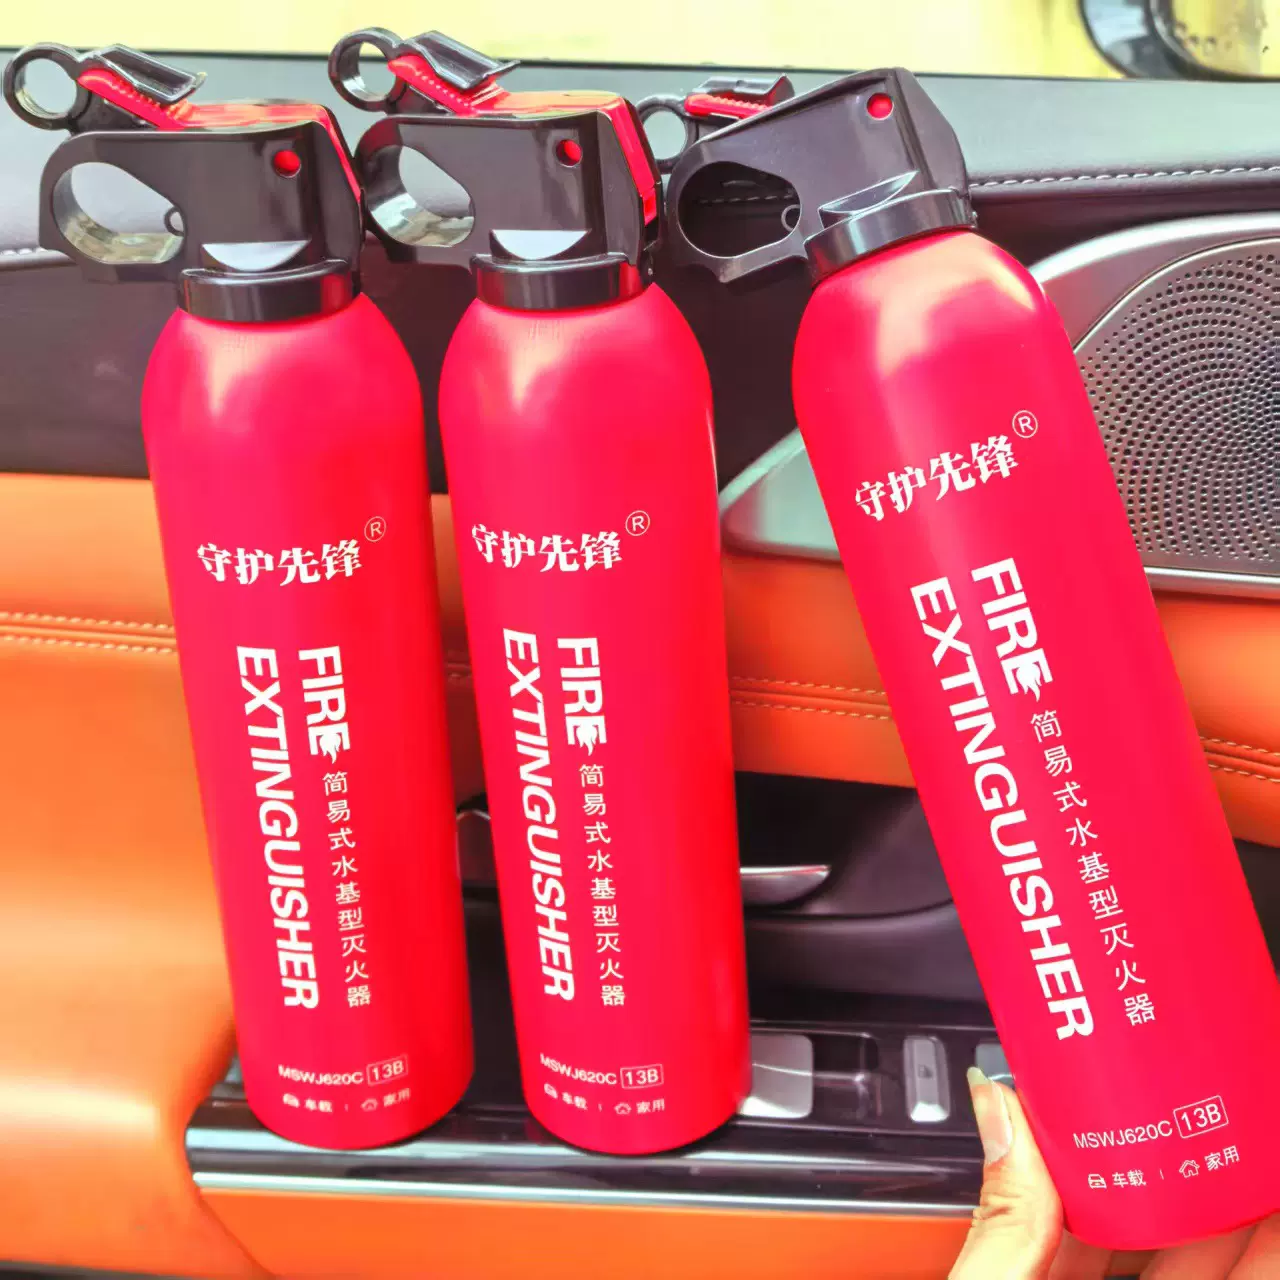 守护先锋®
FIRE
EXTINGUISHER
简易式水基型灭火器
MSWJ620C 13B
车载 | 家用
守护先锋®
FIRE
EXTINGUISHER
简易式水基型灭火器
MSWJ620C 13B
车载 | 家用
守护先锋®
FIRE
EXTINGUISHER
简易式水基型灭火器
MSWJ620C 13B
车载 | 家用